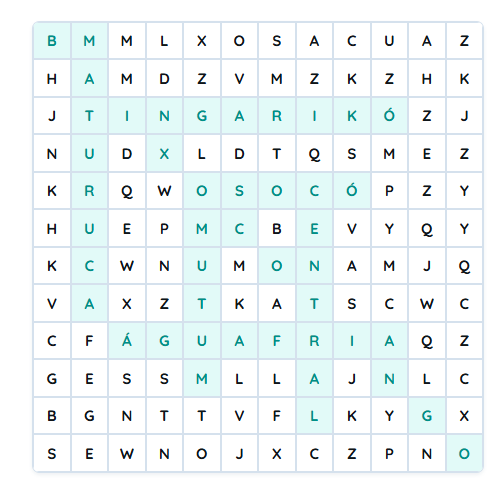 B M M L X O S A C U A Z
H A M D Z V M Z K Z H K
J T I N G A R I K Ó Z J
N U D X L D T Q S M E Z
K R Q W O S O C Ó P Z Y
H U E P M C B E V Y Q Y
K C W N U M O N A M J Q
V A X Z T K A T S C W C
C F Á G U A F R I A Q Z
G E S S M L L A J N L C
B G N T T V F L K Y G X
S E W N O J X C Z P N O